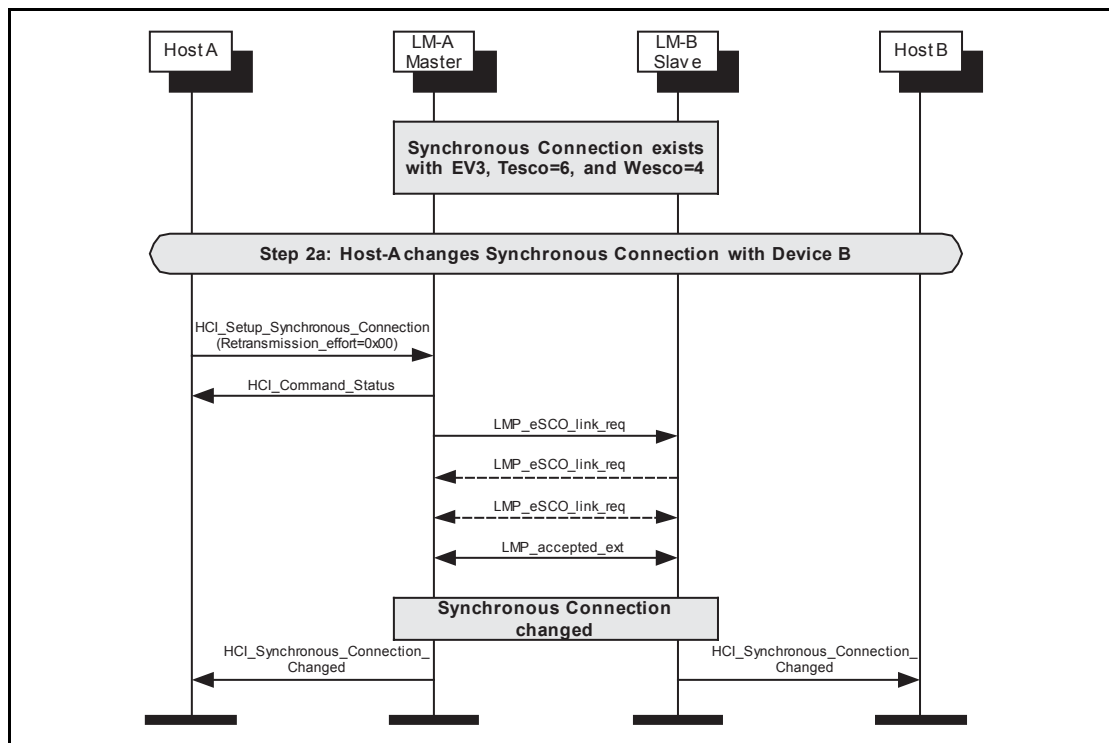 Host A
LM-A
Master
LM-B
Slave
Host B
Synchronous Connection exists
with EV3, Tesco=6, and Wesco=4
Step 2a: Host-A changes Synchronous Connection with Device B
HCI_Setup_Synchronous_Connection
(Retransmission_effort=0x00)
HCI_Command_Status
LMP_eSCO_link_req
LMP_eSCO_link_req
LMP_eSCO_link_req
LMP_accepted_ext
Synchronous Connection
changed
HCI_Synchronous_Connection_
Changed
HCI_Synchronous_Connection_
Changed